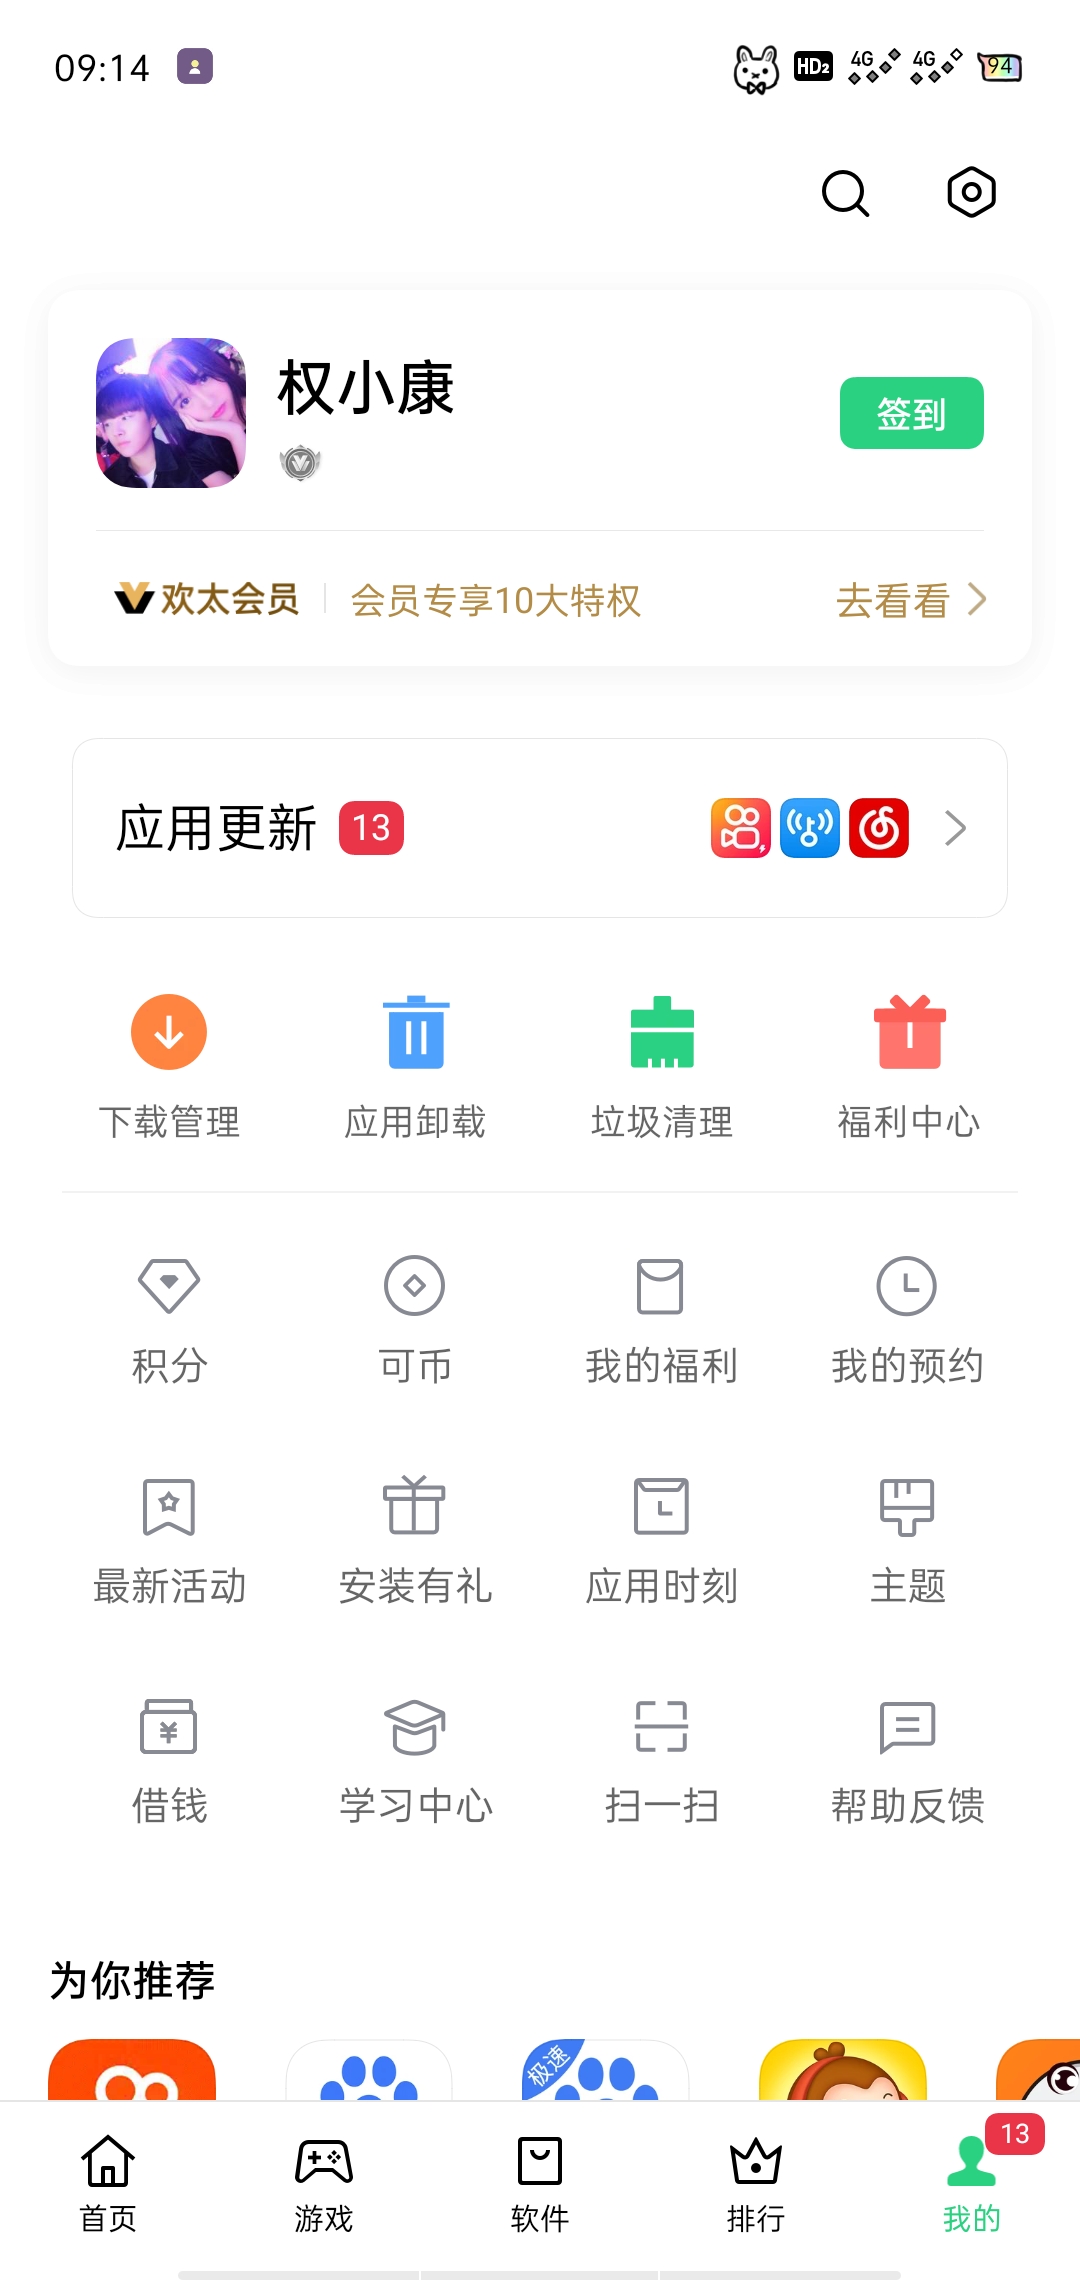 09:14
HD2 4G 4G 94
权小康
签到
欢太会员 会员专享10大特权 去看看
应用更新 13
下载管理 应用卸载 垃圾清理 福利中心
积分 可币 我的福利 我的预约
最新活动 安装有礼 应用时刻 主题
借钱 学习中心 扫一扫 帮助反馈
为你推荐
极速
13
首页 游戏 软件 排行 我的